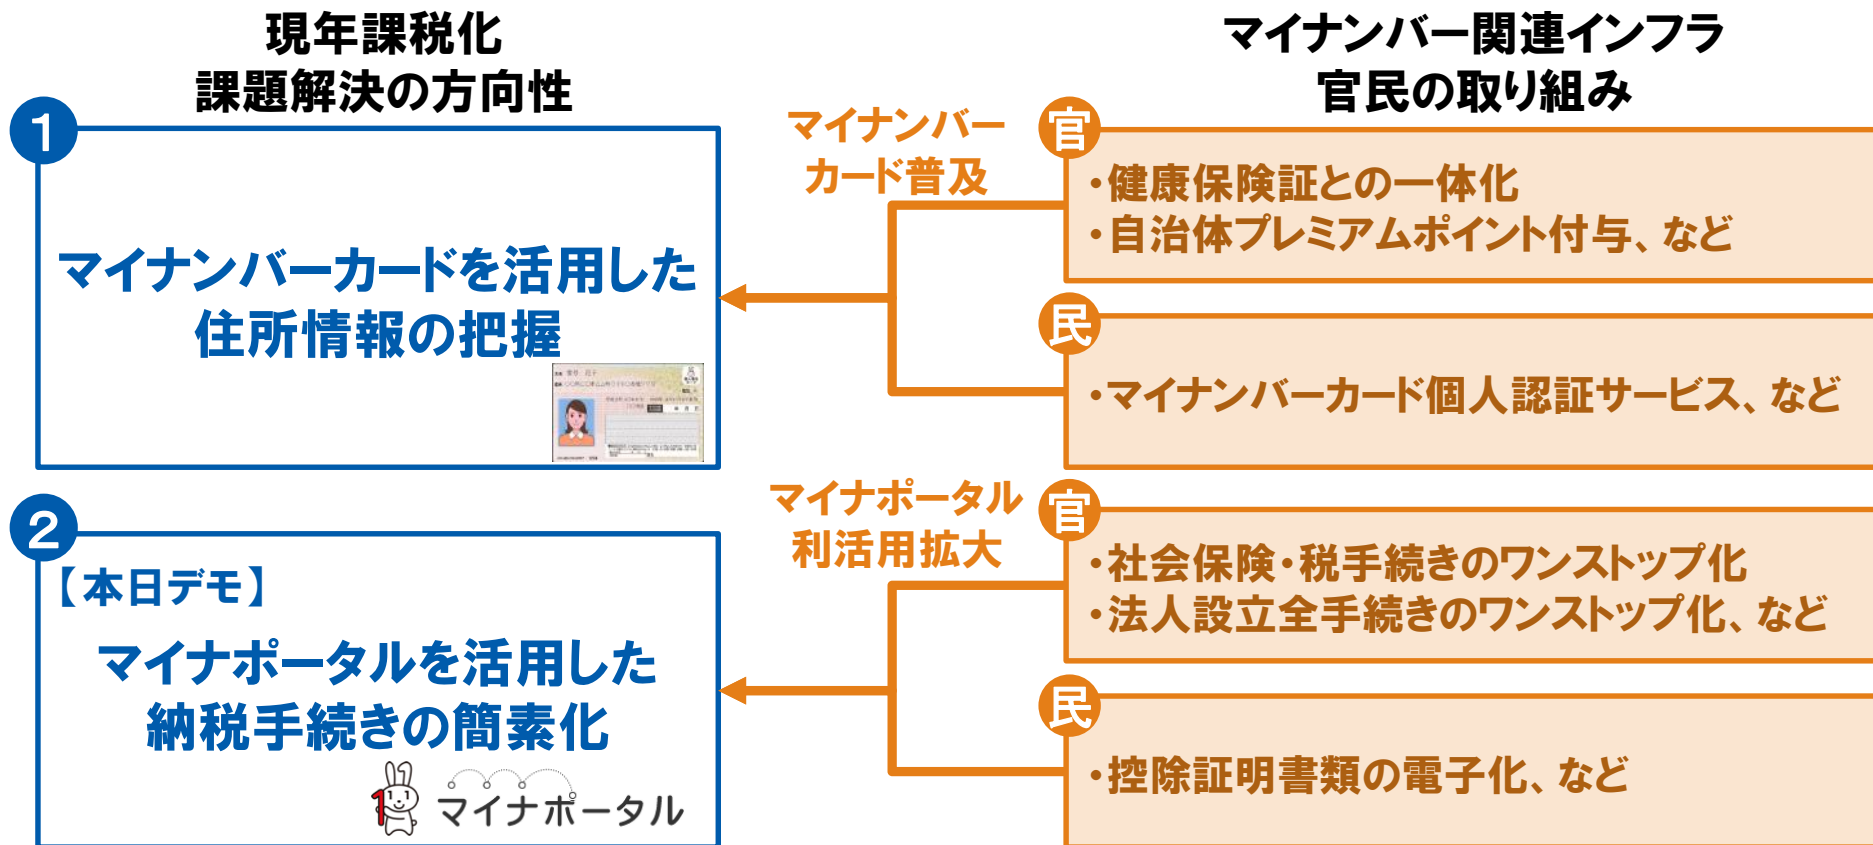 現年課税化
課題解決の方向性
マイナンバー関連インフラ
官民の取り組み
1
マイナンバーカードを活用した
住所情報の把握
マイナンバー
カード普及
官
・健康保険証との一体化
・自治体プレミアムポイント付与、など
民
・マイナンバーカード個人認証サービス、など
2
【本日デモ】
マイナポータルを活用した
納税手続きの簡素化
マイナポータル
マイナポータル
利活用拡大
官
・社会保険・税手続きのワンストップ化
・法人設立全手続きのワンストップ化、など
民
・控除証明書類の電子化、など